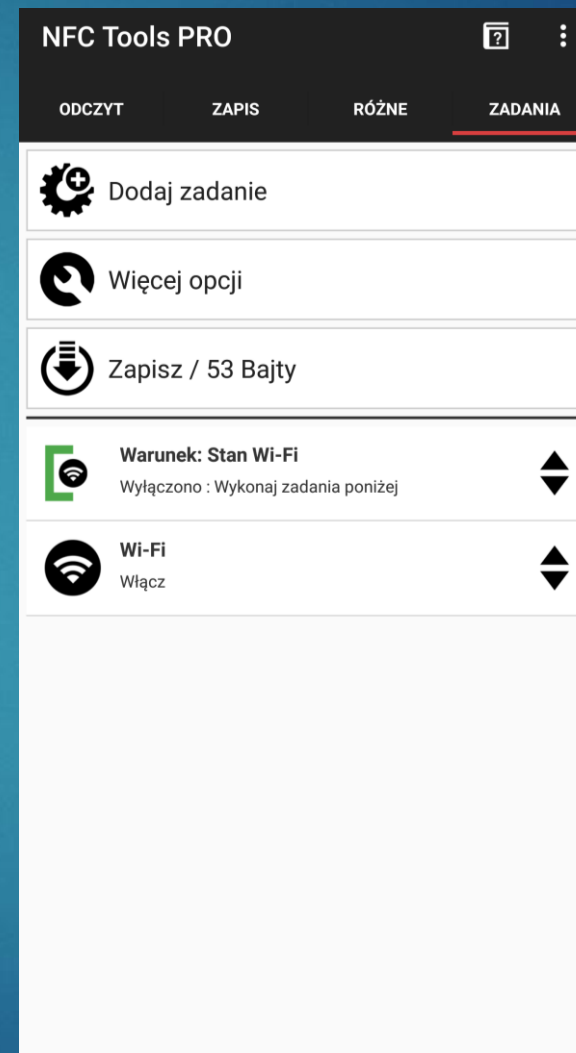 NFC Tools PRO
ODCZYT ZAPIS RÓŻNE ZADANIA
Dodaj zadanie
Więcej opcji
Zapisz / 53 Bajty
Warunek: Stan Wi-Fi
Wyłączono : Wykonaj zadania poniżej
Wi-Fi
Włącz